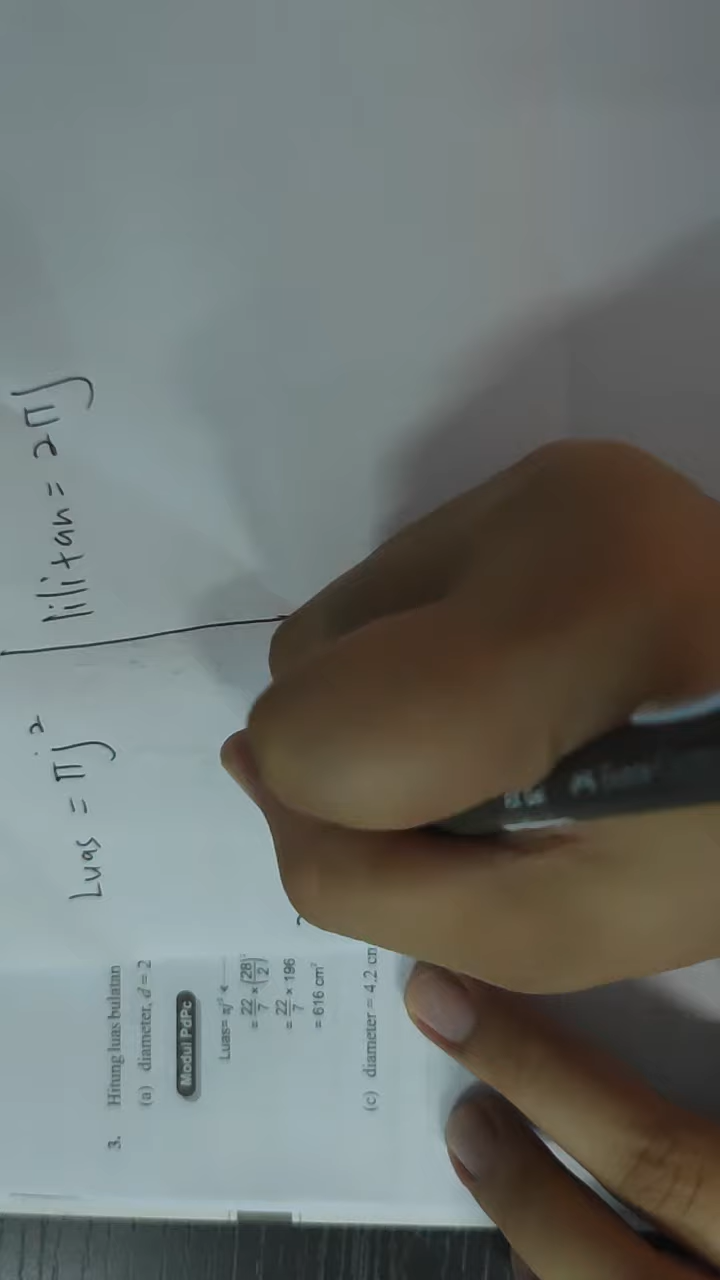 Luas = πj²
lilitan = 2πj
3. Hitung luas bulatan
(a) diameter, d = 2
Modul PdPc
Luas = πj²
= 22/7 × (28/2)²
= 22/7 × 196
= 616 cm²
(c) diameter = 4.2 cm